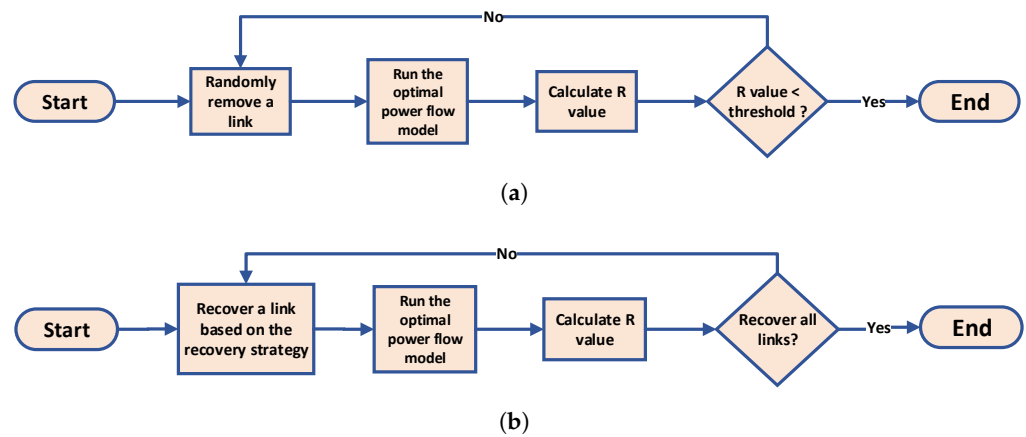 No
Start
Randomly
remove a
link
Run the
optimal
power flow
model
Calculate R
value
R value <
threshold ?
Yes
End
(a)
No
Start
Recover a link
based on the
recovery strategy
Run the
optimal
power flow
model
Calculate R
value
Recover all
links?
Yes
End
(b)